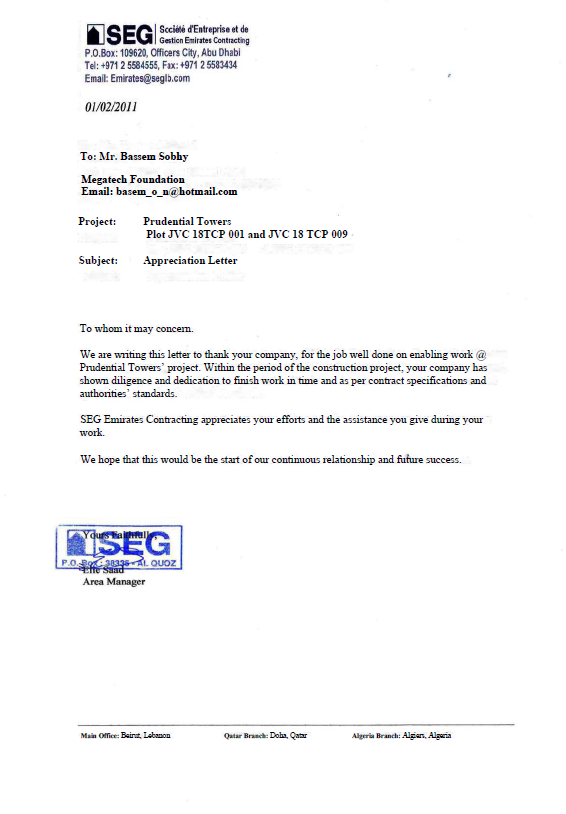 SEG Société d'Entreprise et de
Gestion Emirates Contracting
P.O.Box: 109620, Officers City, Abu Dhabi
Tel: +971 2 5584555, Fax: +971 2 5583434
Email: Emirates@seglb.com
01/02/2011
To: Mr. Bassem Sobhy
Megatech Foundation
Email: basem_o_n@hotmail.com
Project: Prudential Towers
Plot JVC 18TCP 001 and JVC 18 TCP 009
Subject: Appreciation Letter
To whom it may concern.
We are writing this letter to thank your company, for the job well done on enabling work @
Prudential Towers' project. Within the period of the construction project, your company has
shown diligence and dedication to finish work in time and as per contract specifications and
authorities' standards.
SEG Emirates Contracting appreciates your efforts and the assistance you give during your
work.
We hope that this would be the start of our continuous relationship and future success.
Yours Faithfully,
SEG
P.O. Box : 38335 - AL QUOZ
Elie Saad
Area Manager
Main Office: Beirut, Lebanon Qatar Branch: Doha, Qatar Algeria Branch: Algiers, Algeria